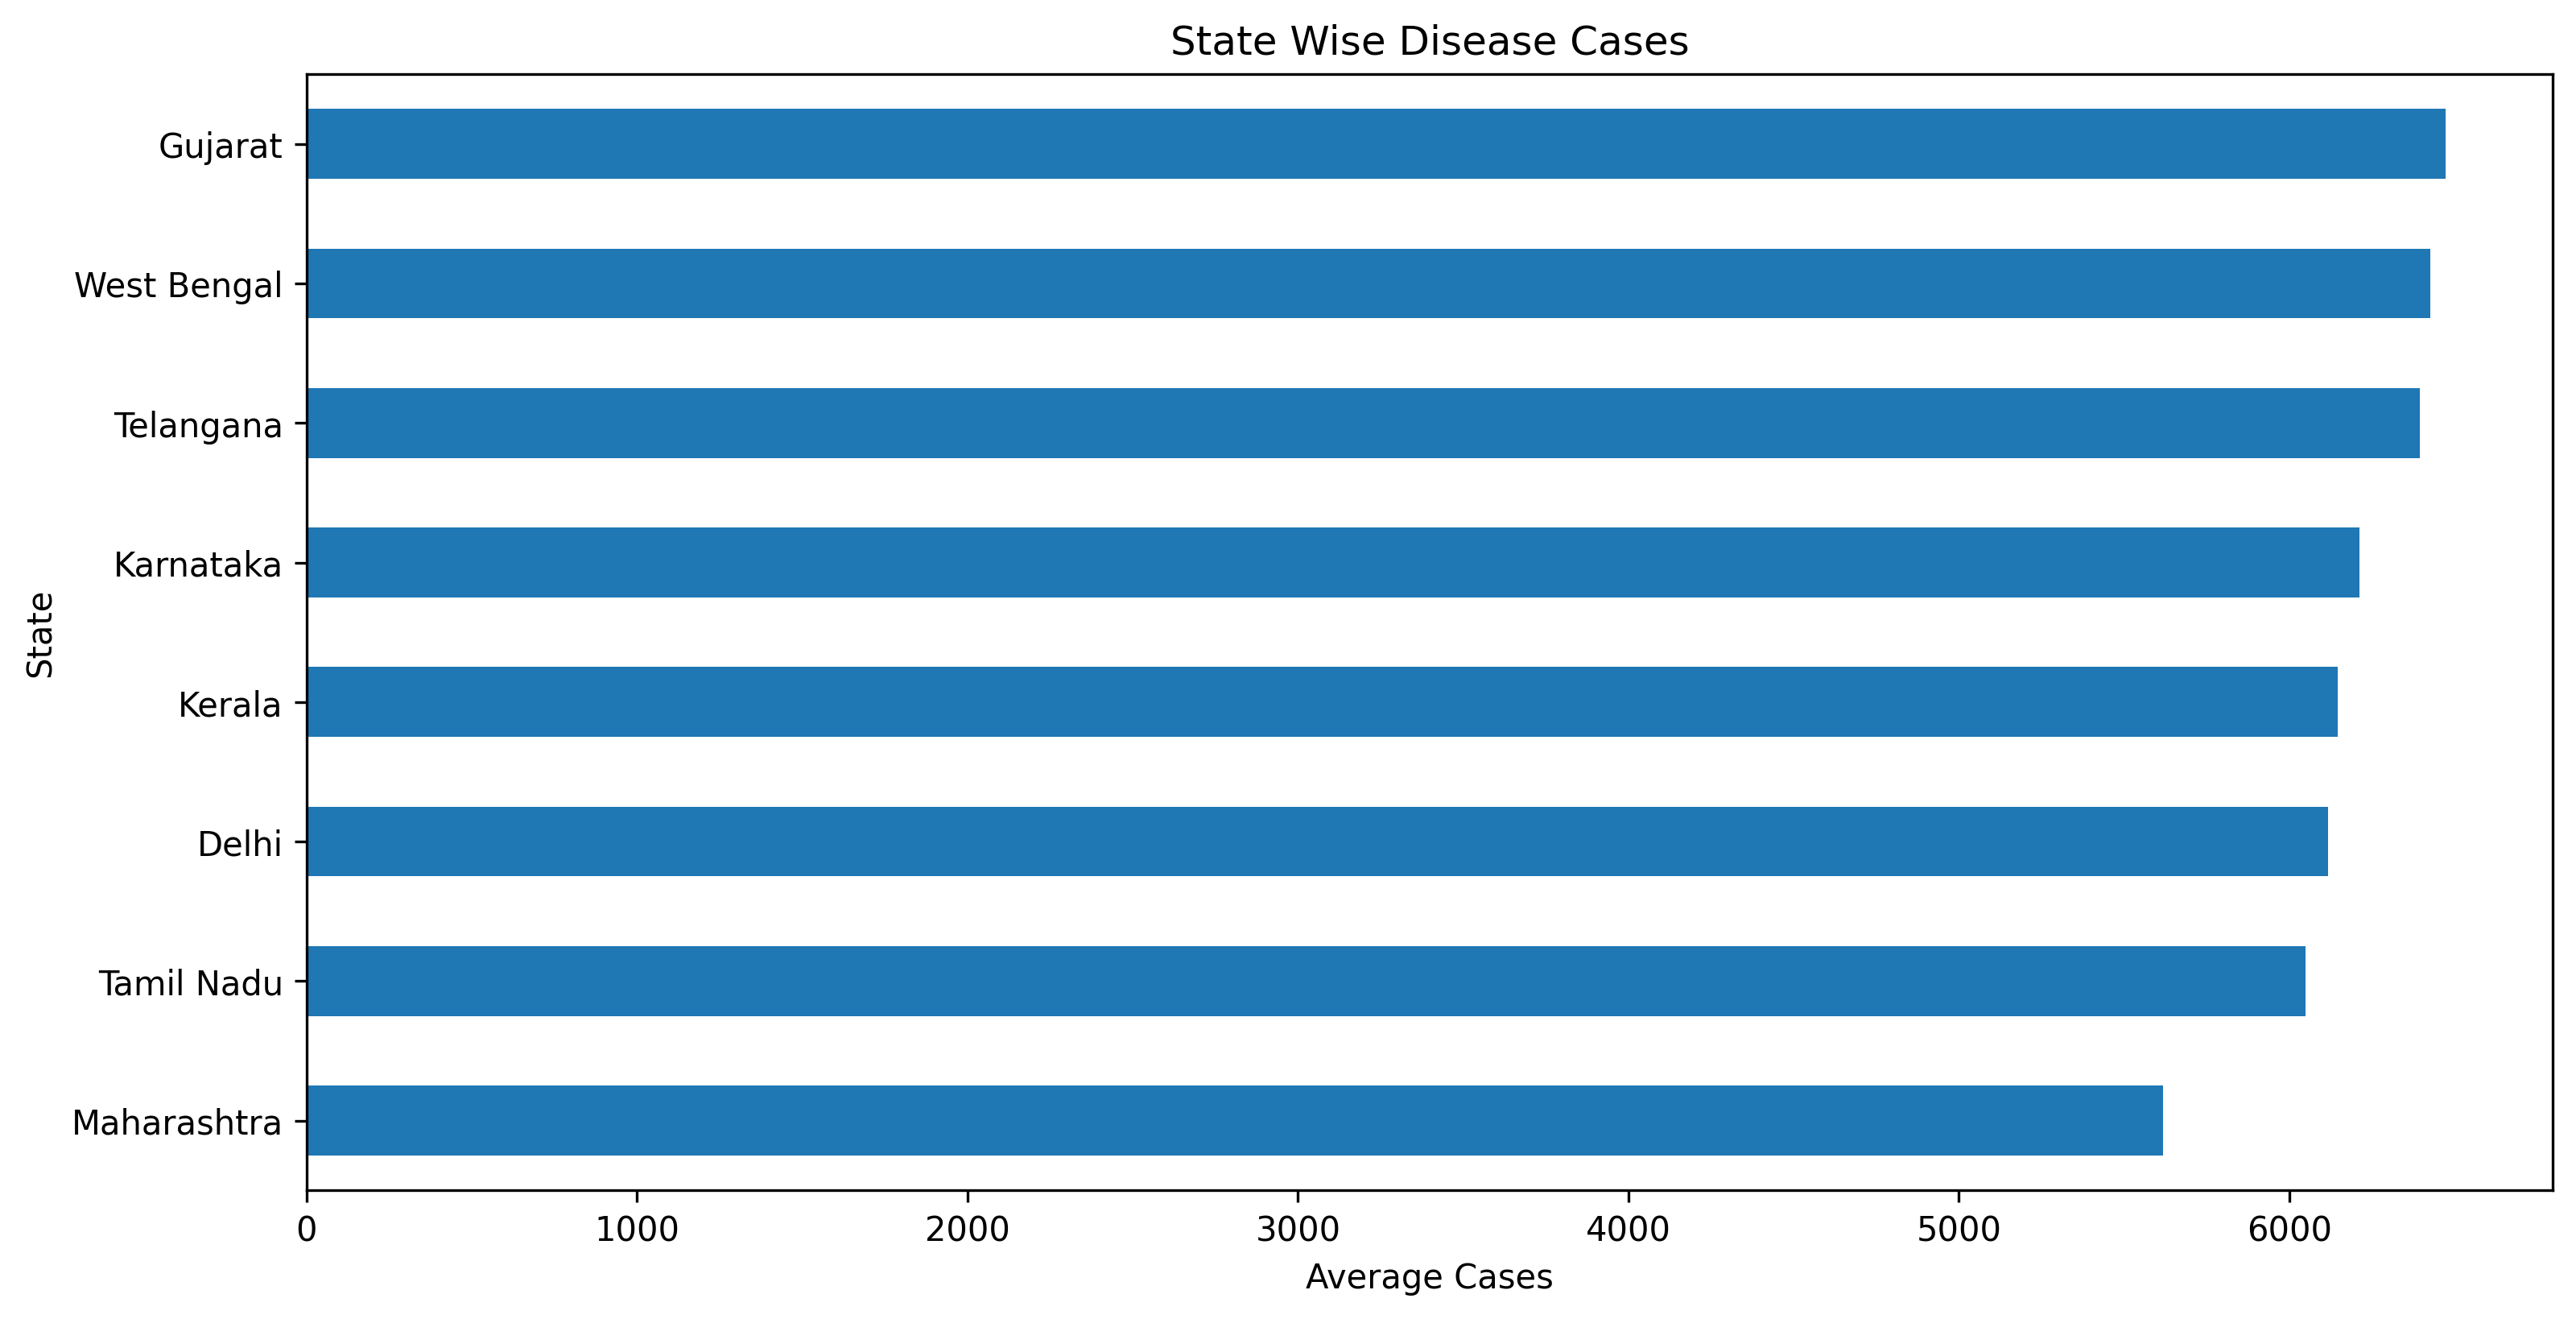 State Wise Disease Cases
Gujarat
West Bengal
Telangana
Karnataka
Kerala
Delhi
Tamil Nadu
Maharashtra
State
0 1000 2000 3000 4000 5000 6000
Average Cases